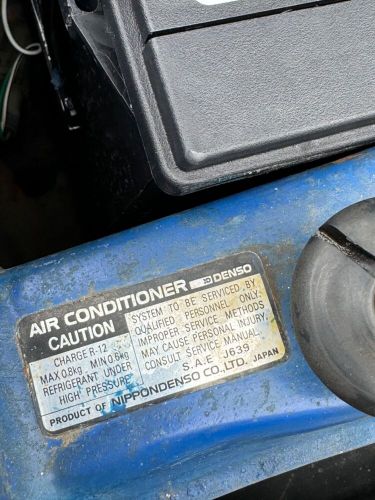 AIR CONDITIONER ND DENSO
CAUTION
CHARGE R-12
MAX 0.8kg MIN 0.6kg
REFRIGERANT UNDER
HIGH PRESSURE
SYSTEM TO BE SERVICED BY
QUALIFIED PERSONNEL ONLY.
IMPROPER SERVICE METHODS
MAY CAUSE PERSONAL INJURY.
CONSULT SERVICE MANUAL.
S.A.E. J639
PRODUCT OF NIPPONDENSO CO., LTD. JAPAN